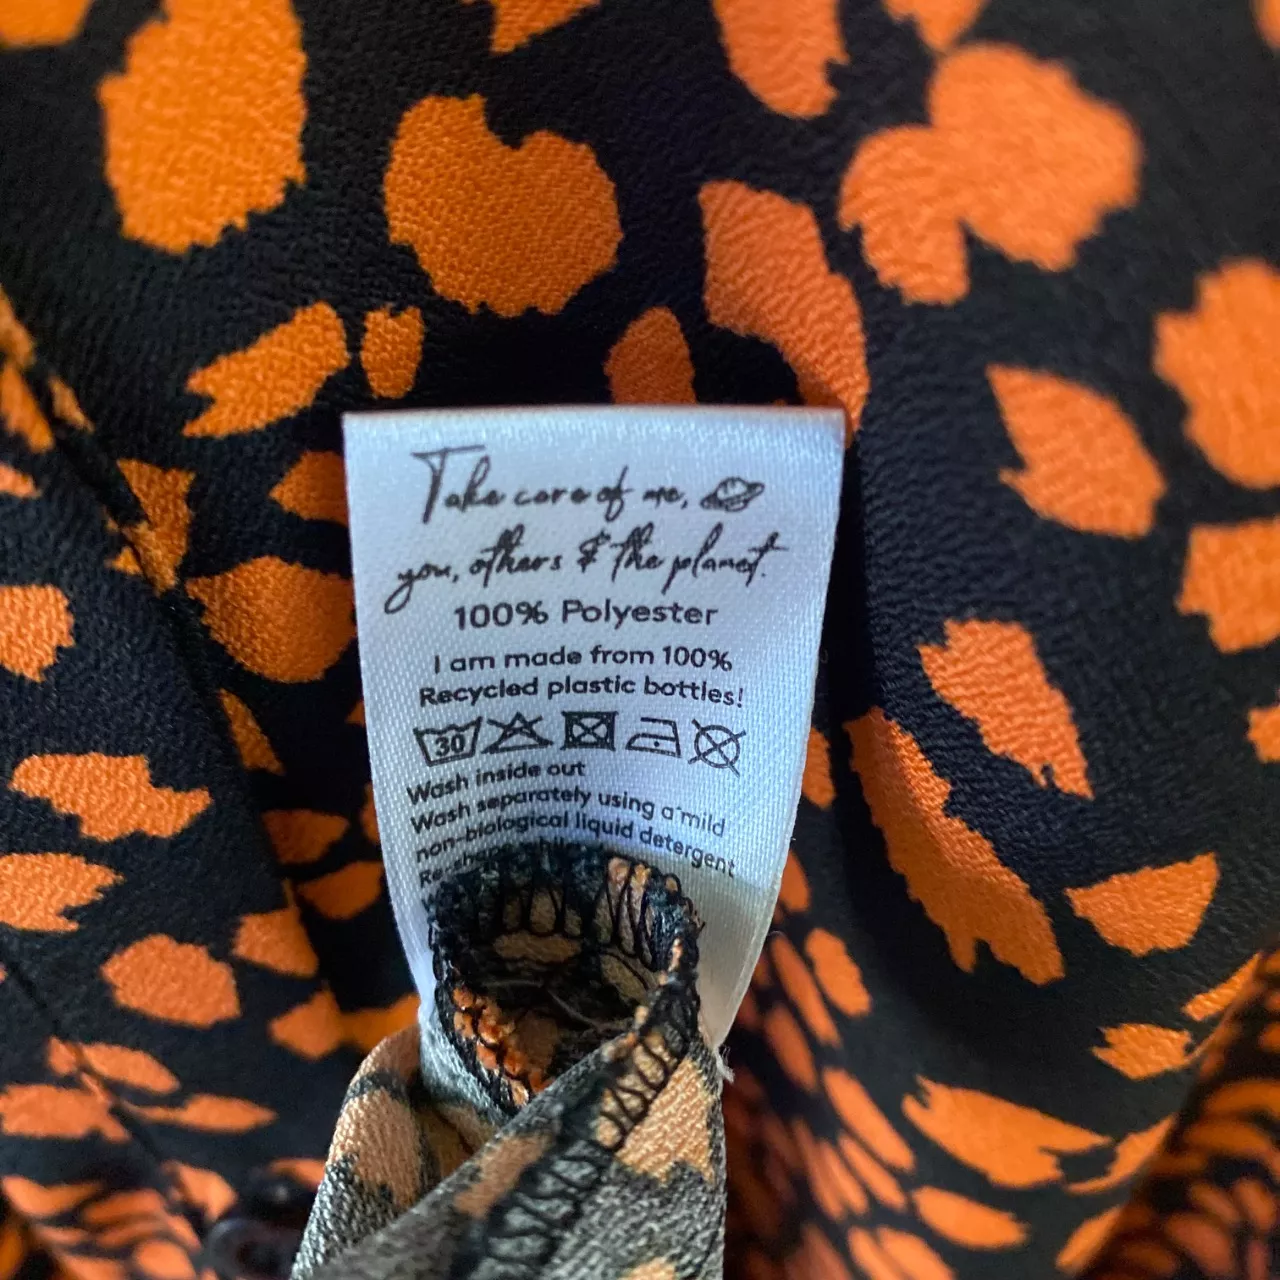 Take care of me,
you, others & the planet.
100% Polyester
I am made from 100%
Recycled plastic bottles!
30
Wash inside out
Wash separately using a mild
non-biological liquid detergent